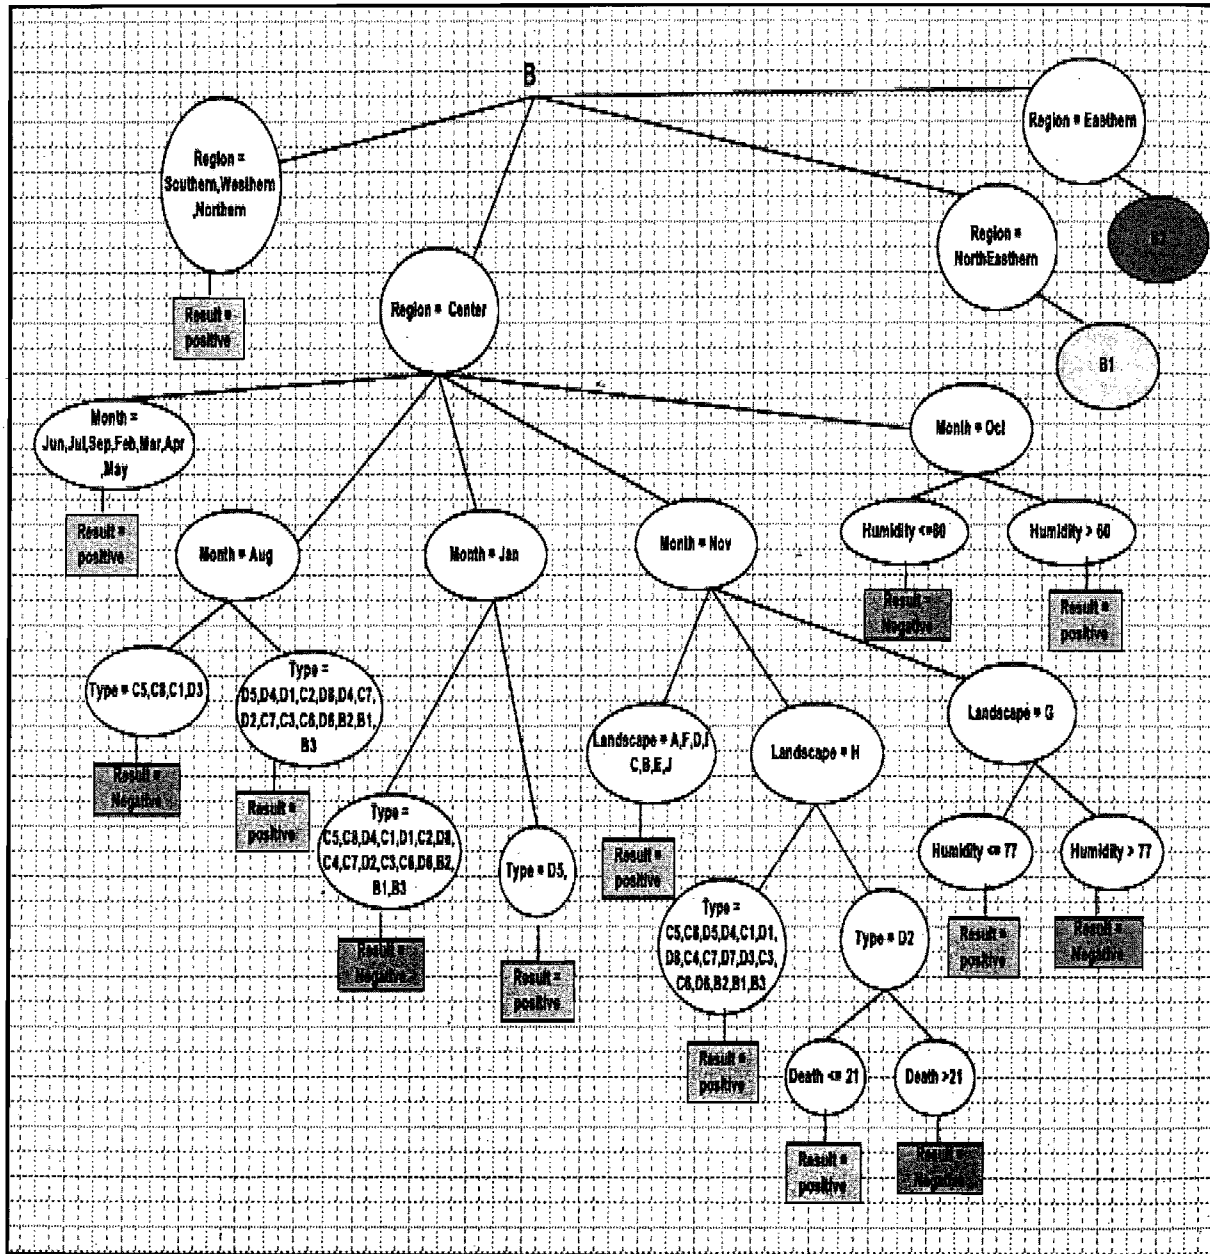 B
Region = Easthern
Region =
Southern,Westhern
,Northern
Region =
NorthEasthern
B2
Region = Center
Result =
positive
B1
Month =
Jun,Jul,Sep,Feb,Mar,Apr
,May
Month = Oct
Result =
positive
Month = Aug
Month = Jan
Month = Nov
Humidity <=60
Humidity > 60
Result =
Negative
Result =
positive
Type = C5,C8,C1,D3
Type =
D5,D4,D1,C2,D8,D4,C7,
D2,C7,C3,C6,D6,B2,B1,
B3
Landscape = A,F,D,I
C,B,E,J
Landscape = H
Landscape = G
Result =
Negative
Result =
positive
Type =
C5,C8,D4,C1,D1,C2,D8,
C4,C7,D2,C3,C6,D6,B2,
B1,B3
Type = D5,
Result =
positive
Humidity <= 77
Humidity > 77
Type =
C5,C8,D5,D4,C1,D1,
D8,C4,C7,D7,D3,C3,
C6,D6,B2,B1,B3
Type = D2
Result =
Negative
Result =
positive
Result =
positive
Result =
Negative
Result =
positive
Death <= 21
Death >21
Result =
positive
Result =
Negative